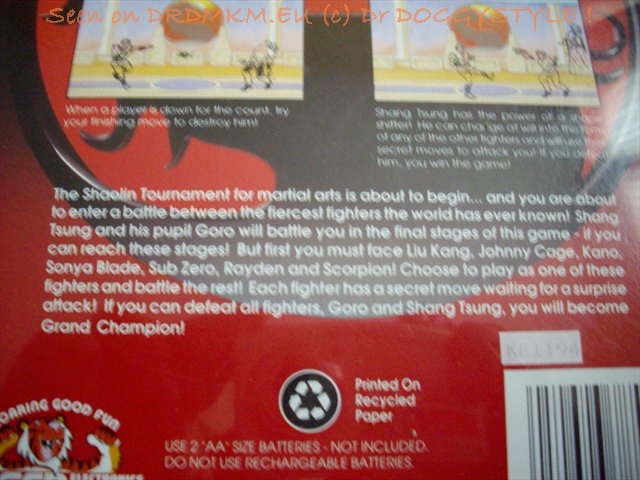 Seen on DRDMKM.EU (c) Dr DOGGYSTYLE !
When a player is down for the count, try
your finishing move to destroy him!
Shang Tsung has the power of a shape
shifter! He can change at will into the form
of any of the other fighters and will use
secret moves to attack you! If you defeat
him, you win the game!
The Shaolin Tournament for martial arts is about to begin... and you are about
to enter a battle between the fiercest fighters the world has ever known! Shang
Tsung and his pupil Goro will battle you in the final stages of this game - if you
can reach these stages! But first you must face Liu Kang, Johnny Cage, Kano,
Sonya Blade, Sub Zero, Rayden and Scorpion! Choose to play as one of these
fighters and battle the rest! Each fighter has a secret move waiting for a surprise
attack! If you can defeat all fighters, Goro and Shang Tsung, you will become
Grand Champion!
KE1194
Printed On
Recycled
Paper
OARING GOOD FUN
ELECTRONICS
USE 2 "AA" SIZE BATTERIES - NOT INCLUDED.
DO NOT USE RECHARGEABLE BATTERIES.